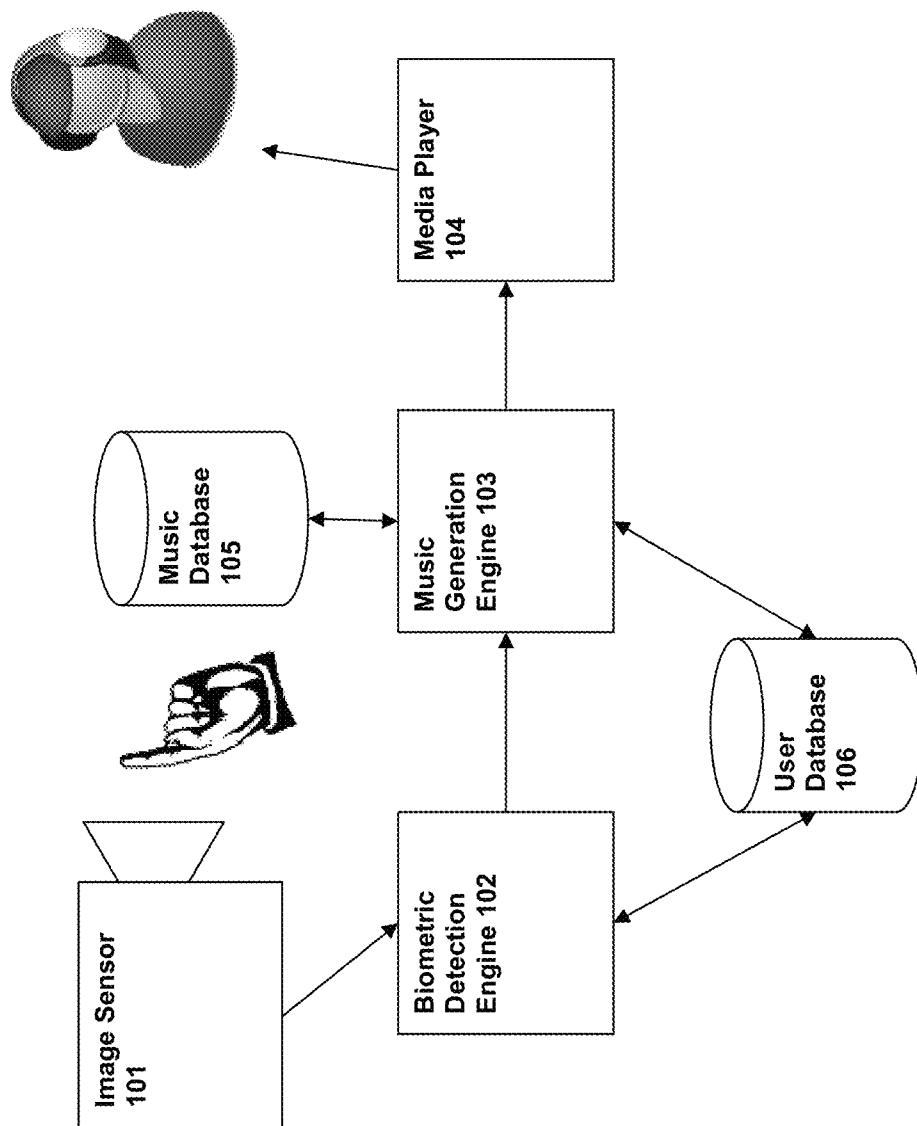 Image Sensor
101
Biometric
Detection
Engine 102
Music
Database
105
Music
Generation
Engine 103
User
Database
106
Media Player
104